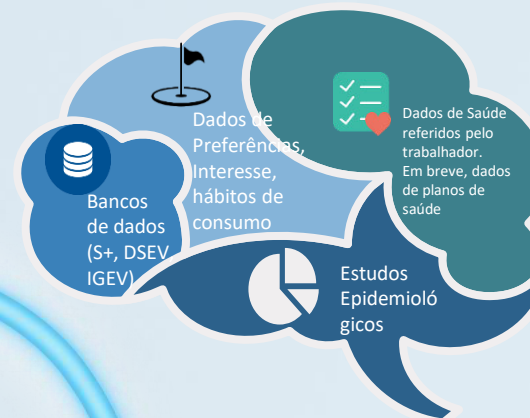 Dados de
Preferências,
Interesse,
hábitos de
consumo
Dados de Saúde
referidos pelo
trabalhador.
Em breve, dados
de planos de
saúde
Bancos
de dados
(S+, DSEV
IGEV)
Estudos
Epidemioló
gicos